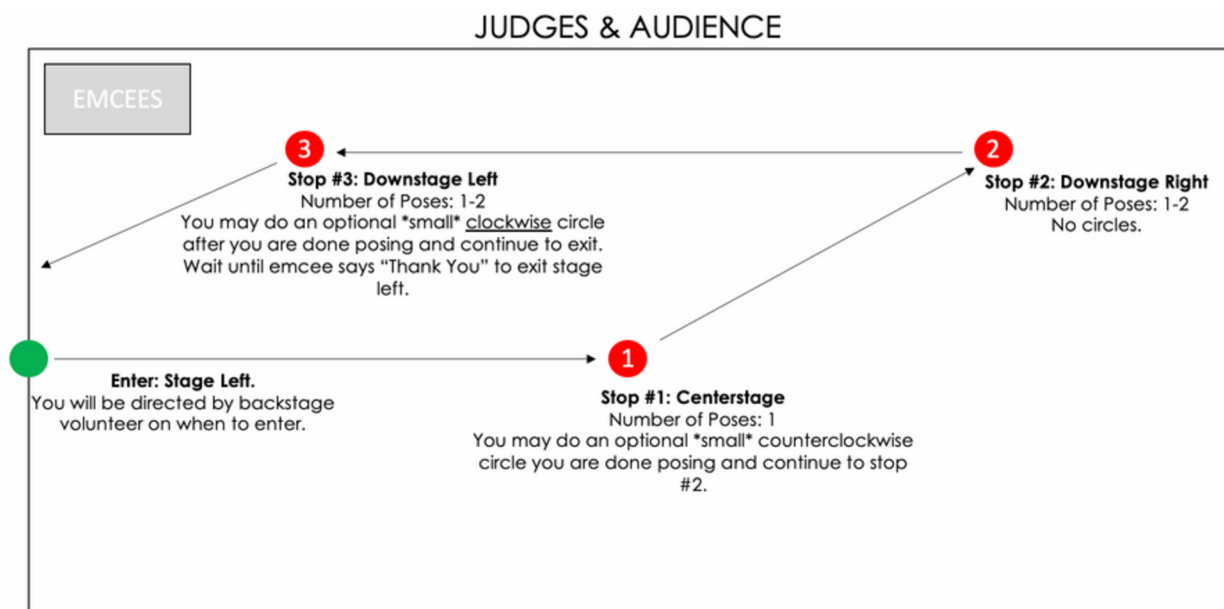 JUDGES & AUDIENCE
EMCEES
3
Stop #3: Downstage Left
Number of Poses: 1-2
You may do an optional *small* clockwise circle
after you are done posing and continue to exit.
Wait until emcee says “Thank You” to exit stage
left.
2
Stop #2: Downstage Right
Number of Poses: 1-2
No circles.
Enter: Stage Left.
You will be directed by backstage
volunteer on when to enter.
1
Stop #1: Centerstage
Number of Poses: 1
You may do an optional *small* counterclockwise
circle you are done posing and continue to stop
#2.